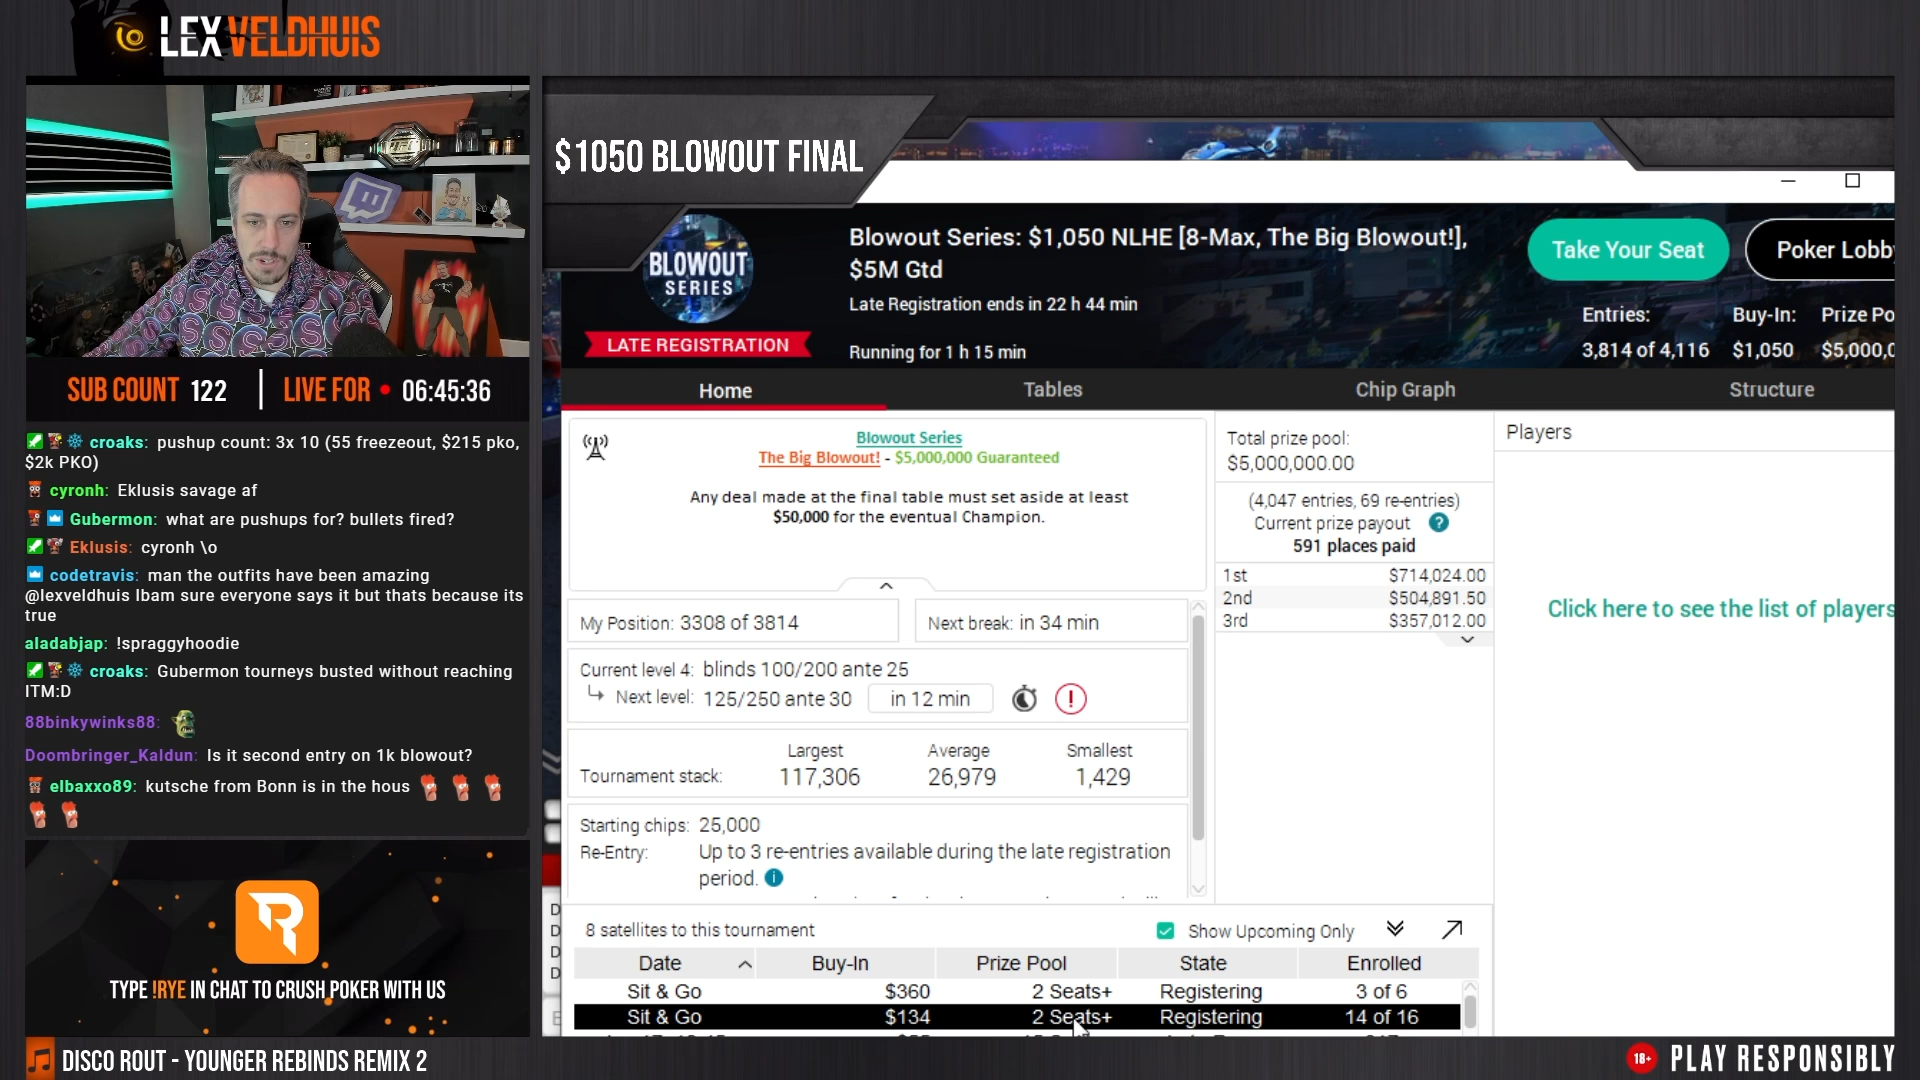 LEXVELDHUIS
$1050 BLOWOUT FINAL
SUB COUNT 122 | LIVE FOR • 06:45:36
croaks: pushup count: 3x 10 (55 freezeout, $215 pko,
$2k PKO)
cyronh: Eklusis savage af
Gubermon: what are pushups for? bullets fired?
Eklusis: cyronh \o
codetravis: man the outfits have been amazing
@lexveldhuis Ibam sure everyone says it but thats because its
true
aladabjap: !spraggyhoodie
croaks: Gubermon tourneys busted without reaching
ITM:D
88binkywinks88:
Doombringer_Kaldun: Is it second entry on 1k blowout?
elbaxxo89: kutsche from Bonn is in the hous
TYPE !RYE IN CHAT TO CRUSH POKER WITH US
DISCO ROUT - YOUNGER REBINDS REMIX 2
BLOWOUT
SERIES
LATE REGISTRATION
Blowout Series: $1,050 NLHE [8-Max, The Big Blowout!],
$5M Gtd
Late Registration ends in 22 h 44 min
Running for 1 h 15 min
Take Your Seat
Poker Lobby
Entries: Buy-In: Prize Po
3,814 of 4,116 $1,050 $5,000,0
Home Tables Chip Graph Structure
Blowout Series
The Big Blowout! - $5,000,000 Guaranteed
Any deal made at the final table must set aside at least
$50,000 for the eventual Champion.
My Position: 3308 of 3814
Next break: in 34 min
Current level 4: blinds 100/200 ante 25
Next level: 125/250 ante 30 in 12 min
Largest Average Smallest
Tournament stack: 117,306 26,979 1,429
Starting chips: 25,000
Re-Entry: Up to 3 re-entries available during the late registration
period.
Total prize pool:
$5,000,000.00
(4,047 entries, 69 re-entries)
Current prize payout
591 places paid
1st $714,024.00
2nd $504,891.50
3rd $357,012.00
Players
Click here to see the list of players
8 satellites to this tournament
Show Upcoming Only
Date Buy-In Prize Pool State Enrolled
Sit & Go $360 2 Seats+ Registering 3 of 6
Sit & Go $134 2 Seats+ Registering 14 of 16
18+ PLAY RESPONSIBLY